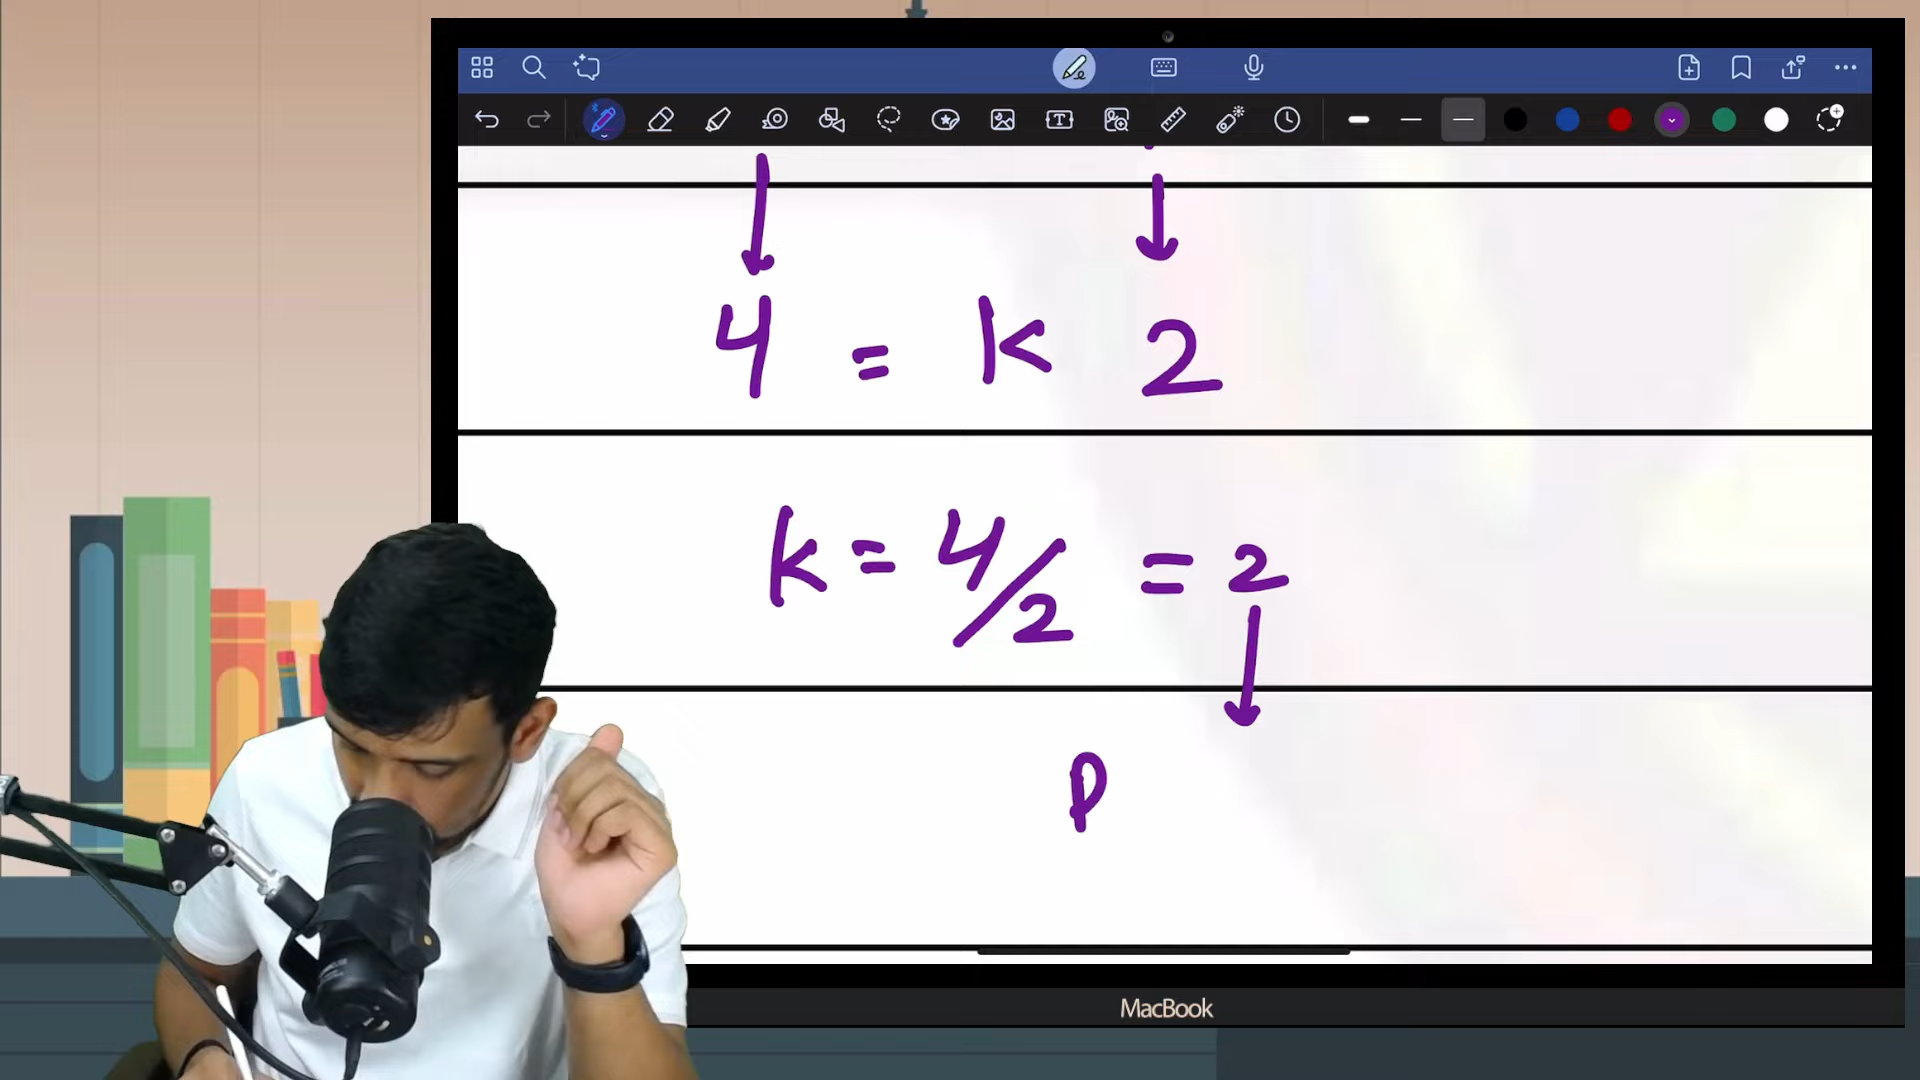 4 = k 2
k = 4/2 = 2
P
MacBook